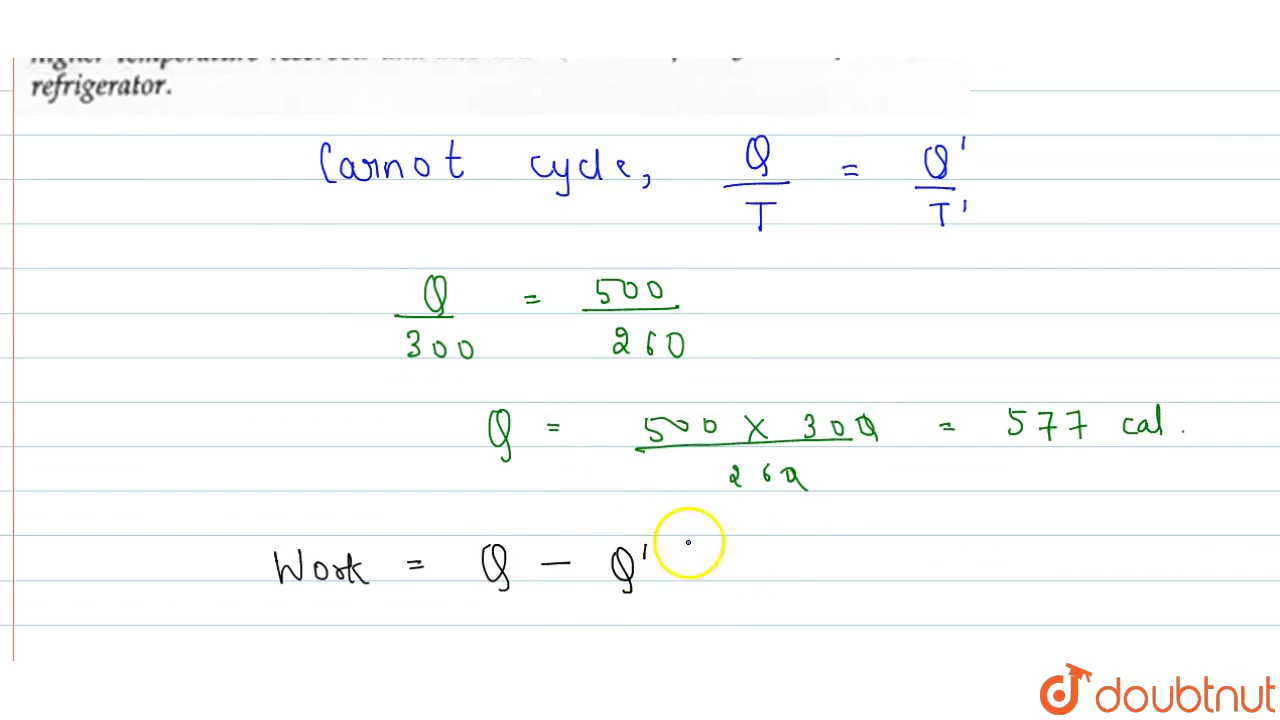 refrigerator.
Carnot cycle, Q/T = Q'/T'
Q/300 = 500/260
Q = 500 × 300/260 = 577 cal.
Work = Q - Q'
doubtnut